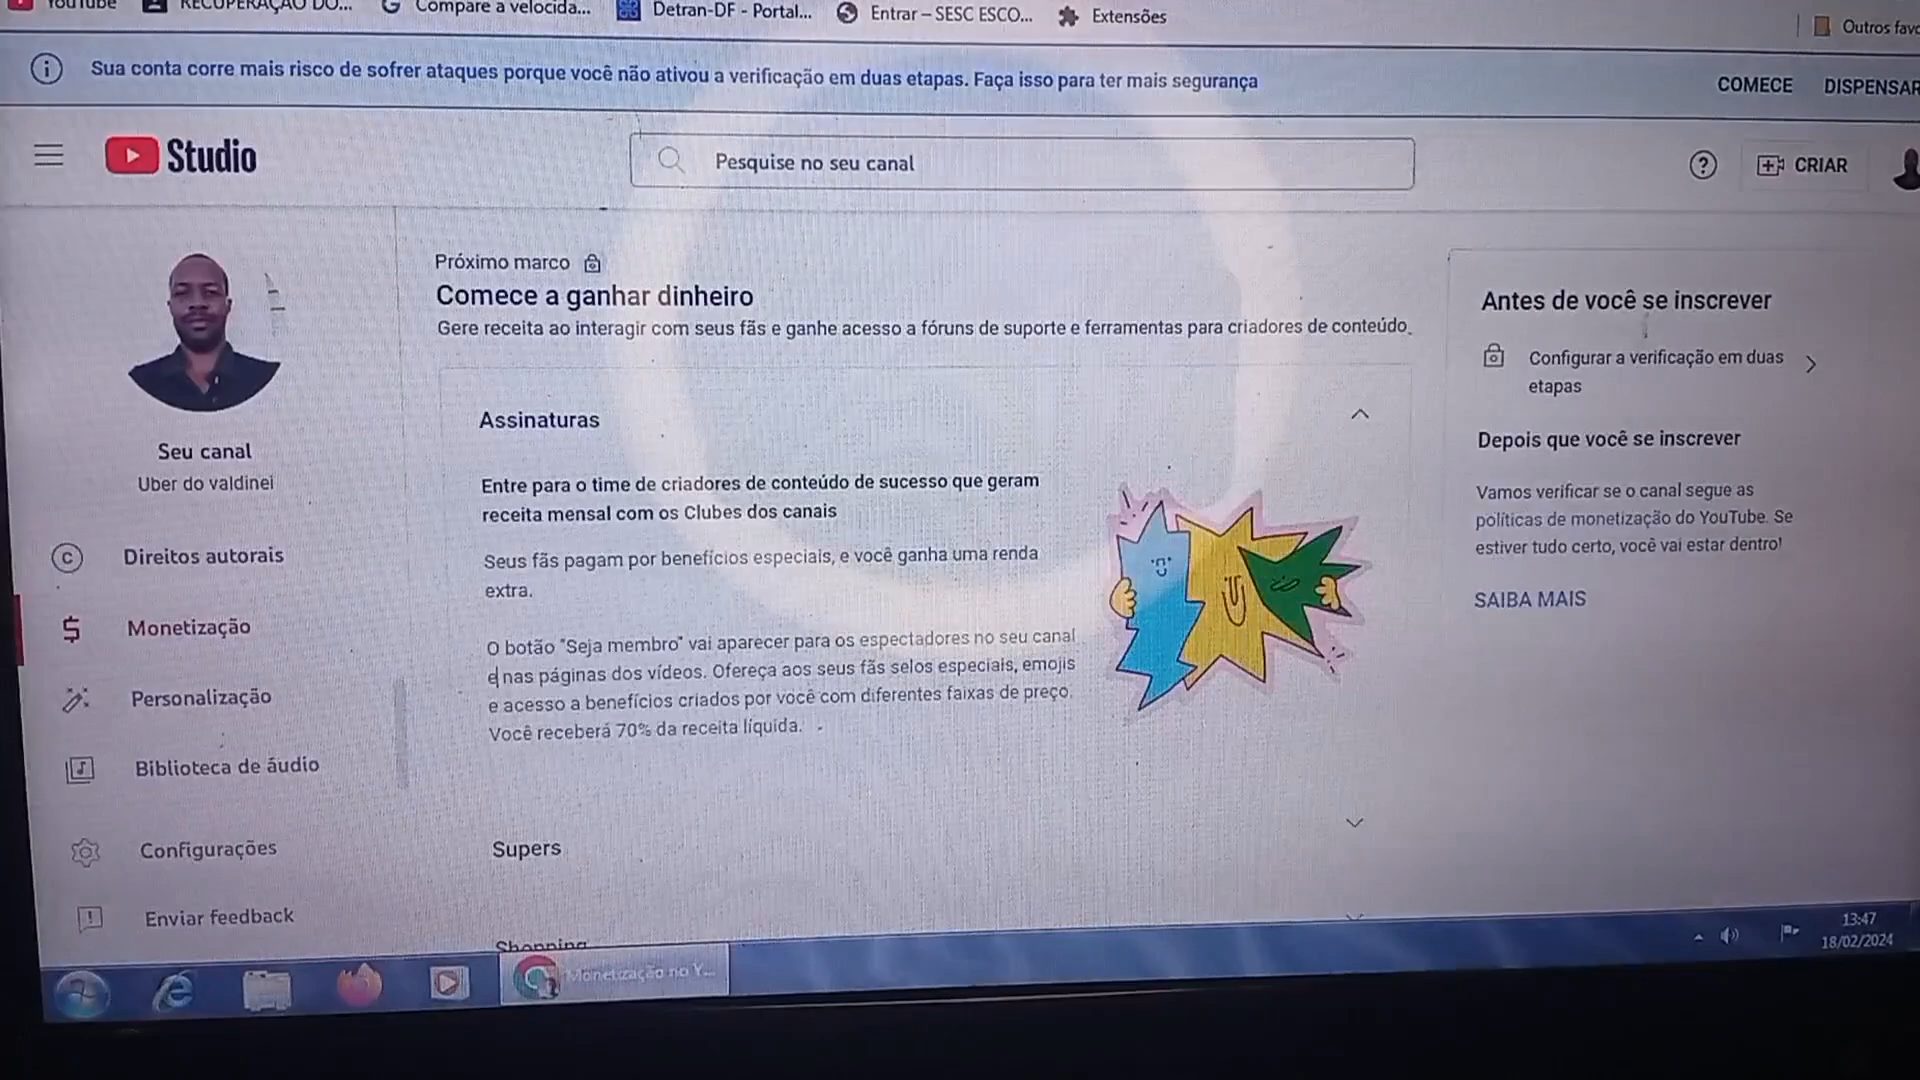 YouTube
RECUPERAÇÃO DO...
Compare a velocida...
Detran-DF - Portal...
Entrar – SESC ESCO...
Extensões
Outros favo
Sua conta corre mais risco de sofrer ataques porque você não ativou a verificação em duas etapas. Faça isso para ter mais segurança
COMECE
DISPENSAR
Studio
Pesquise no seu canal
CRIAR
Seu canal
Uber do valdinei
Direitos autorais
Monetização
Personalização
Biblioteca de áudio
Configurações
Enviar feedback
Próximo marco
Comece a ganhar dinheiro
Gere receita ao interagir com seus fãs e ganhe acesso a fóruns de suporte e ferramentas para criadores de conteúdo.
Assinaturas
Entre para o time de criadores de conteúdo de sucesso que geram
receita mensal com os Clubes dos canais
Seus fãs pagam por benefícios especiais, e você ganha uma renda
extra.
O botão "Seja membro" vai aparecer para os espectadores no seu canal
e nas páginas dos vídeos. Ofereça aos seus fãs selos especiais, emojis
e acesso a benefícios criados por você com diferentes faixas de preço.
Você receberá 70% da receita líquida.
Supers
Shopping
Antes de você se inscrever
Configurar a verificação em duas
etapas
Depois que você se inscrever
Vamos verificar se o canal segue as
políticas de monetização do YouTube. Se
estiver tudo certo, você vai estar dentro!
SAIBA MAIS
Monetização no Y...
13:47
18/02/2024